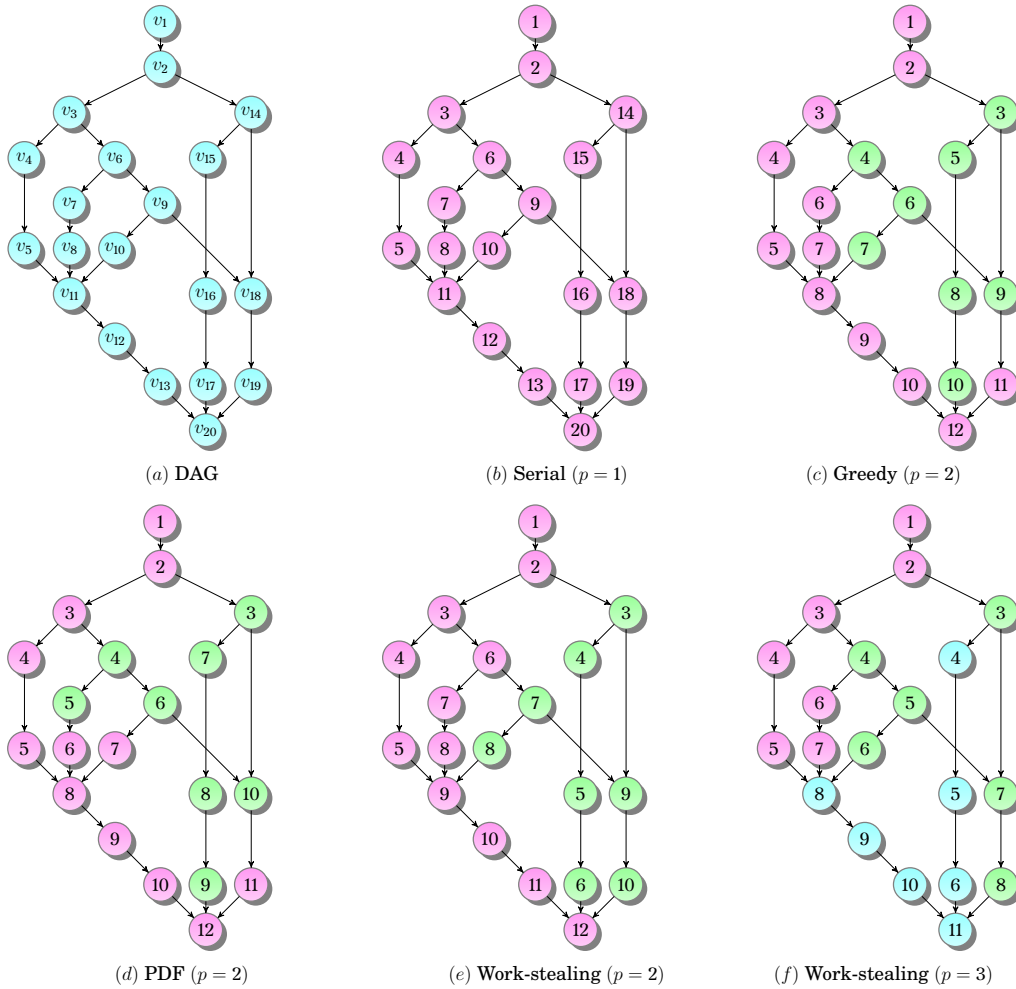 v1 1 1
v2 2 2
v3 v14 3 14 3 3
v4 v6 v15 4 6 15 4 4 5
v7 v9 7 9 6 6
v5 v8 v10 5 8 10 5 7 7
v11 v16 v18 11 16 18 8 8 9
v12 12 9
v13 v17 v19 13 17 19 10 10 11
v20 20 12
(a) DAG (b) Serial (p = 1) (c) Greedy (p = 2)
1 1 1
2 2 2
3 3 3 3 3 3
4 4 7 4 6 4 4 4 4
5 6 7 7 6 5
5 6 7 5 8 8 5 7 6
8 8 10 9 5 9 8 5 7
9 10 9
10 9 11 11 6 10 10 6 8
12 12 11
(d) PDF (p = 2) (e) Work-stealing (p = 2) (f) Work-stealing (p = 3)